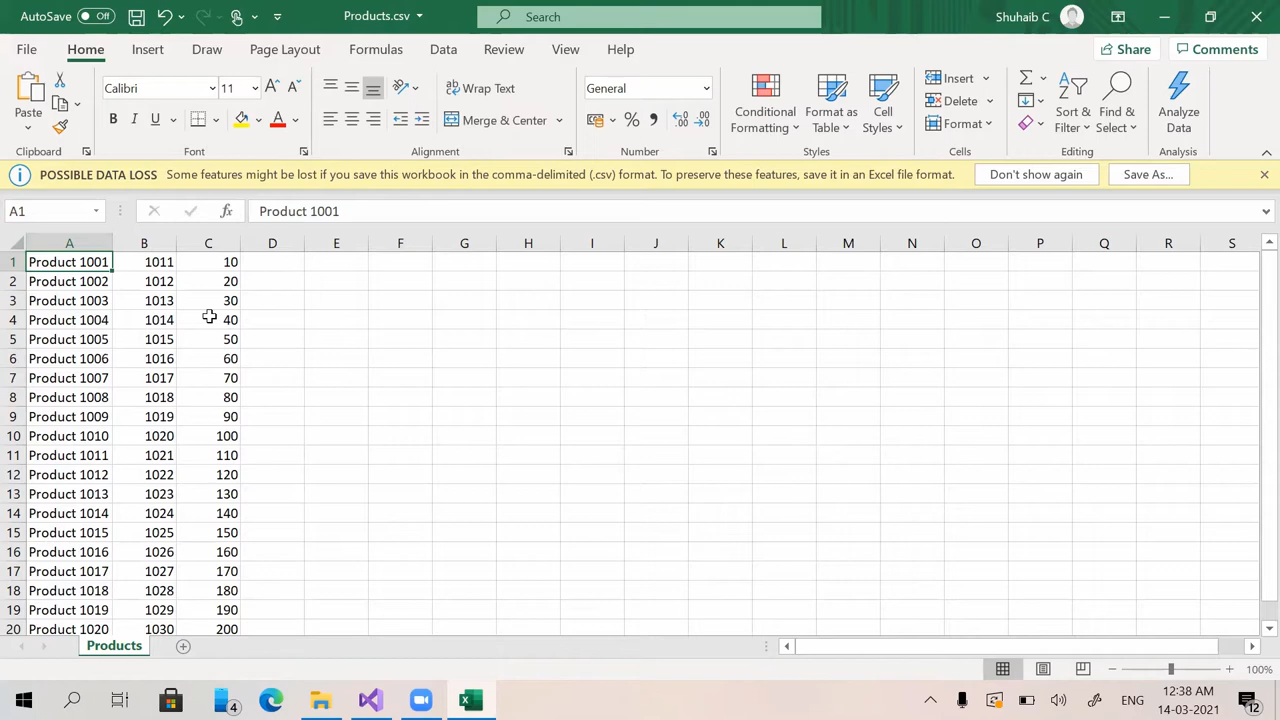 AutoSave Off Products.csv Search Shuhaib C
File Home Insert Draw Page Layout Formulas Data Review View Help Share Comments
Paste
Clipboard
Calibri 11
B I U
Font
Wrap Text
Merge & Center
Alignment
General
Number
Conditional Formatting
Format as Table
Cell Styles
Styles
Insert
Delete
Format
Cells
Sort & Filter
Find & Select
Editing
Analyze Data
Analysis
POSSIBLE DATA LOSS Some features might be lost if you save this workbook in the comma-delimited (.csv) format. To preserve these features, save it in an Excel file format. Don't show again Save As...
A1 fx Product 1001
A B C D E F G H I J K L M N O P Q R S
1 Product 1001 1011 10
2 Product 1002 1012 20
3 Product 1003 1013 30
4 Product 1004 1014 40
5 Product 1005 1015 50
6 Product 1006 1016 60
7 Product 1007 1017 70
8 Product 1008 1018 80
9 Product 1009 1019 90
10 Product 1010 1020 100
11 Product 1011 1021 110
12 Product 1012 1022 120
13 Product 1013 1023 130
14 Product 1014 1024 140
15 Product 1015 1025 150
16 Product 1016 1026 160
17 Product 1017 1027 170
18 Product 1018 1028 180
19 Product 1019 1029 190
20 Product 1020 1030 200
Products
100%
4 ENG 12:38 AM
14-03-2021 12